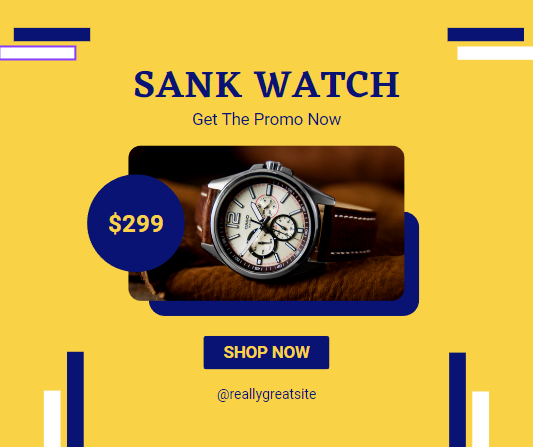 SANK WATCH
Get The Promo Now
$299
SHOP NOW
@reallygreatsite